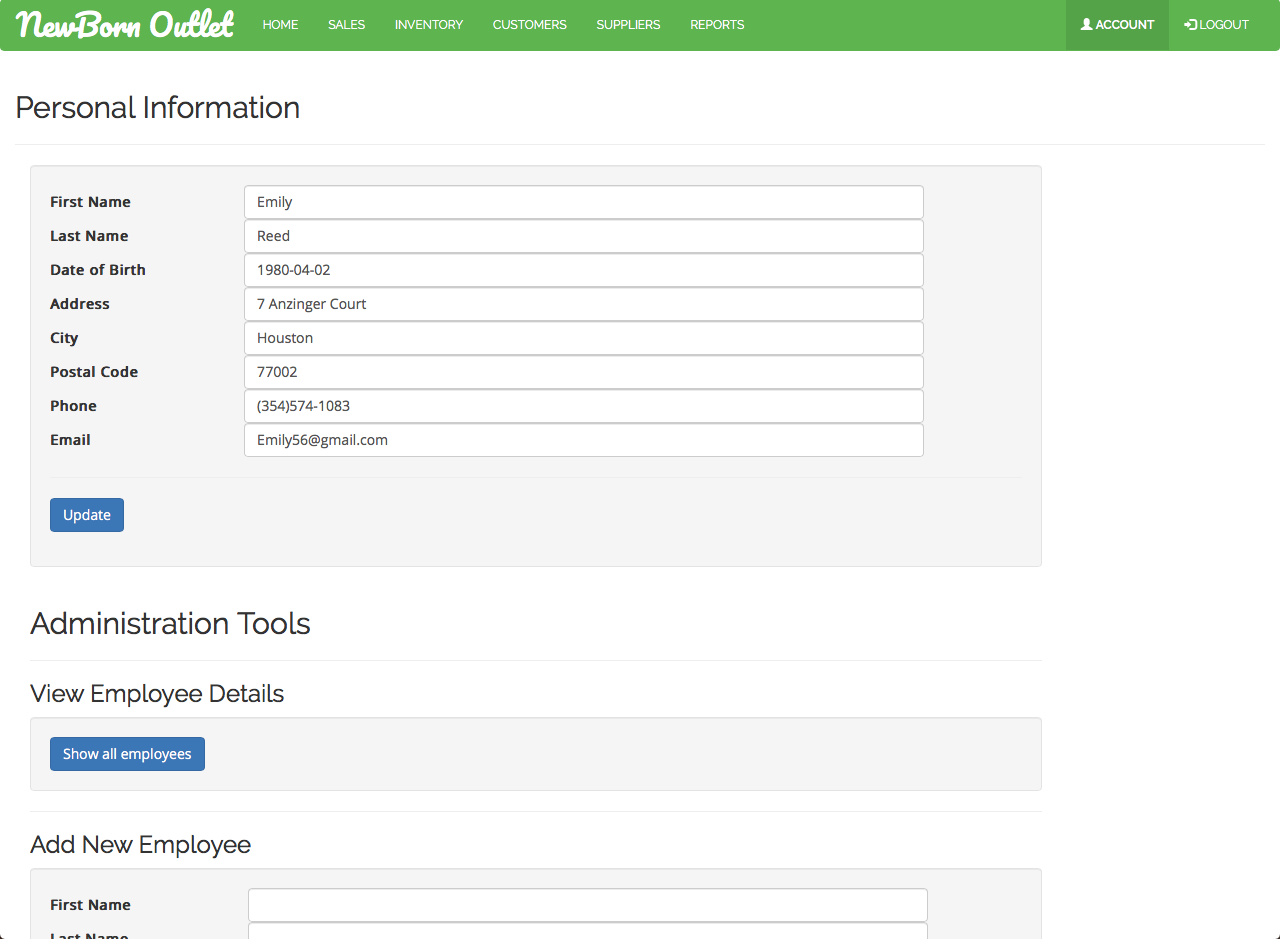 NewBorn Outlet HOME SALES INVENTORY CUSTOMERS SUPPLIERS REPORTS ACCOUNT LOGOUT
Personal Information
First Name Emily
Last Name Reed
Date of Birth 1980-04-02
Address 7 Anzinger Court
City Houston
Postal Code 77002
Phone (354)574-1083
Email Emily56@gmail.com
Update
Administration Tools
View Employee Details
Show all employees
Add New Employee
First Name
Last Name